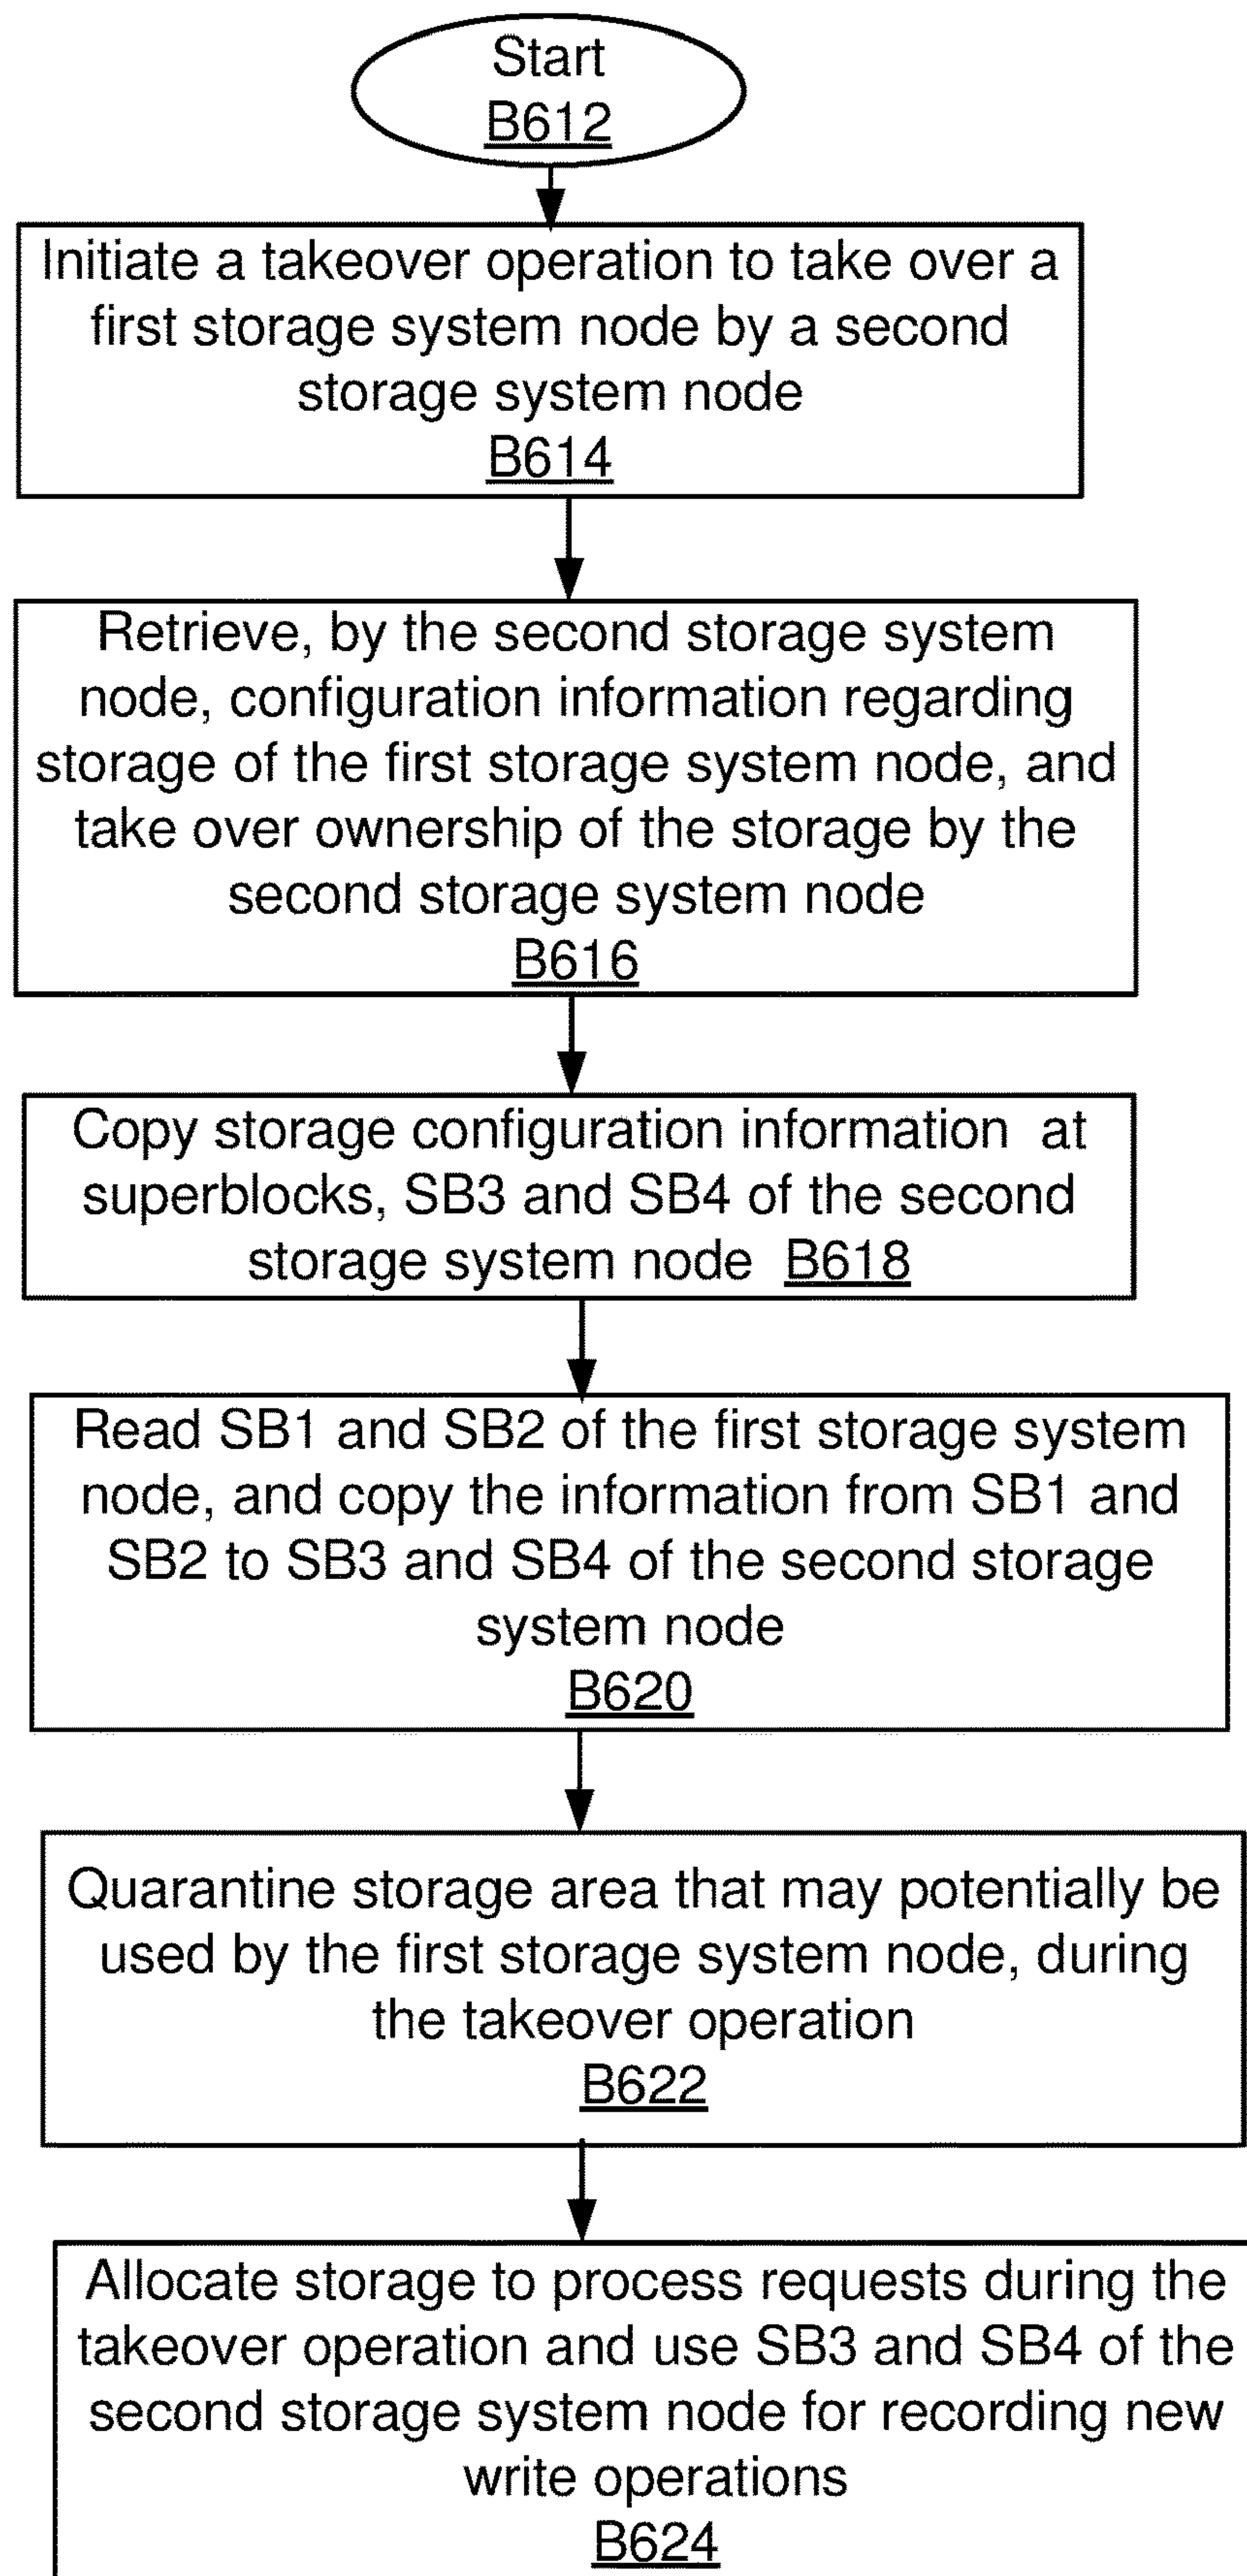 Start
B612
Initiate a takeover operation to take over a
first storage system node by a second
storage system node
B614
Retrieve, by the second storage system
node, configuration information regarding
storage of the first storage system node, and
take over ownership of the storage by the
second storage system node
B616
Copy storage configuration information  at
superblocks, SB3 and SB4 of the second
storage system node  B618
Read SB1 and SB2 of the first storage system
node, and copy the information from SB1 and
SB2 to SB3 and SB4 of the second storage
system node
B620
Quarantine storage area that may potentially be
used by the first storage system node, during
the takeover operation
B622
Allocate storage to process requests during the
takeover operation and use SB3 and SB4 of the
second storage system node for recording new
write operations
B624